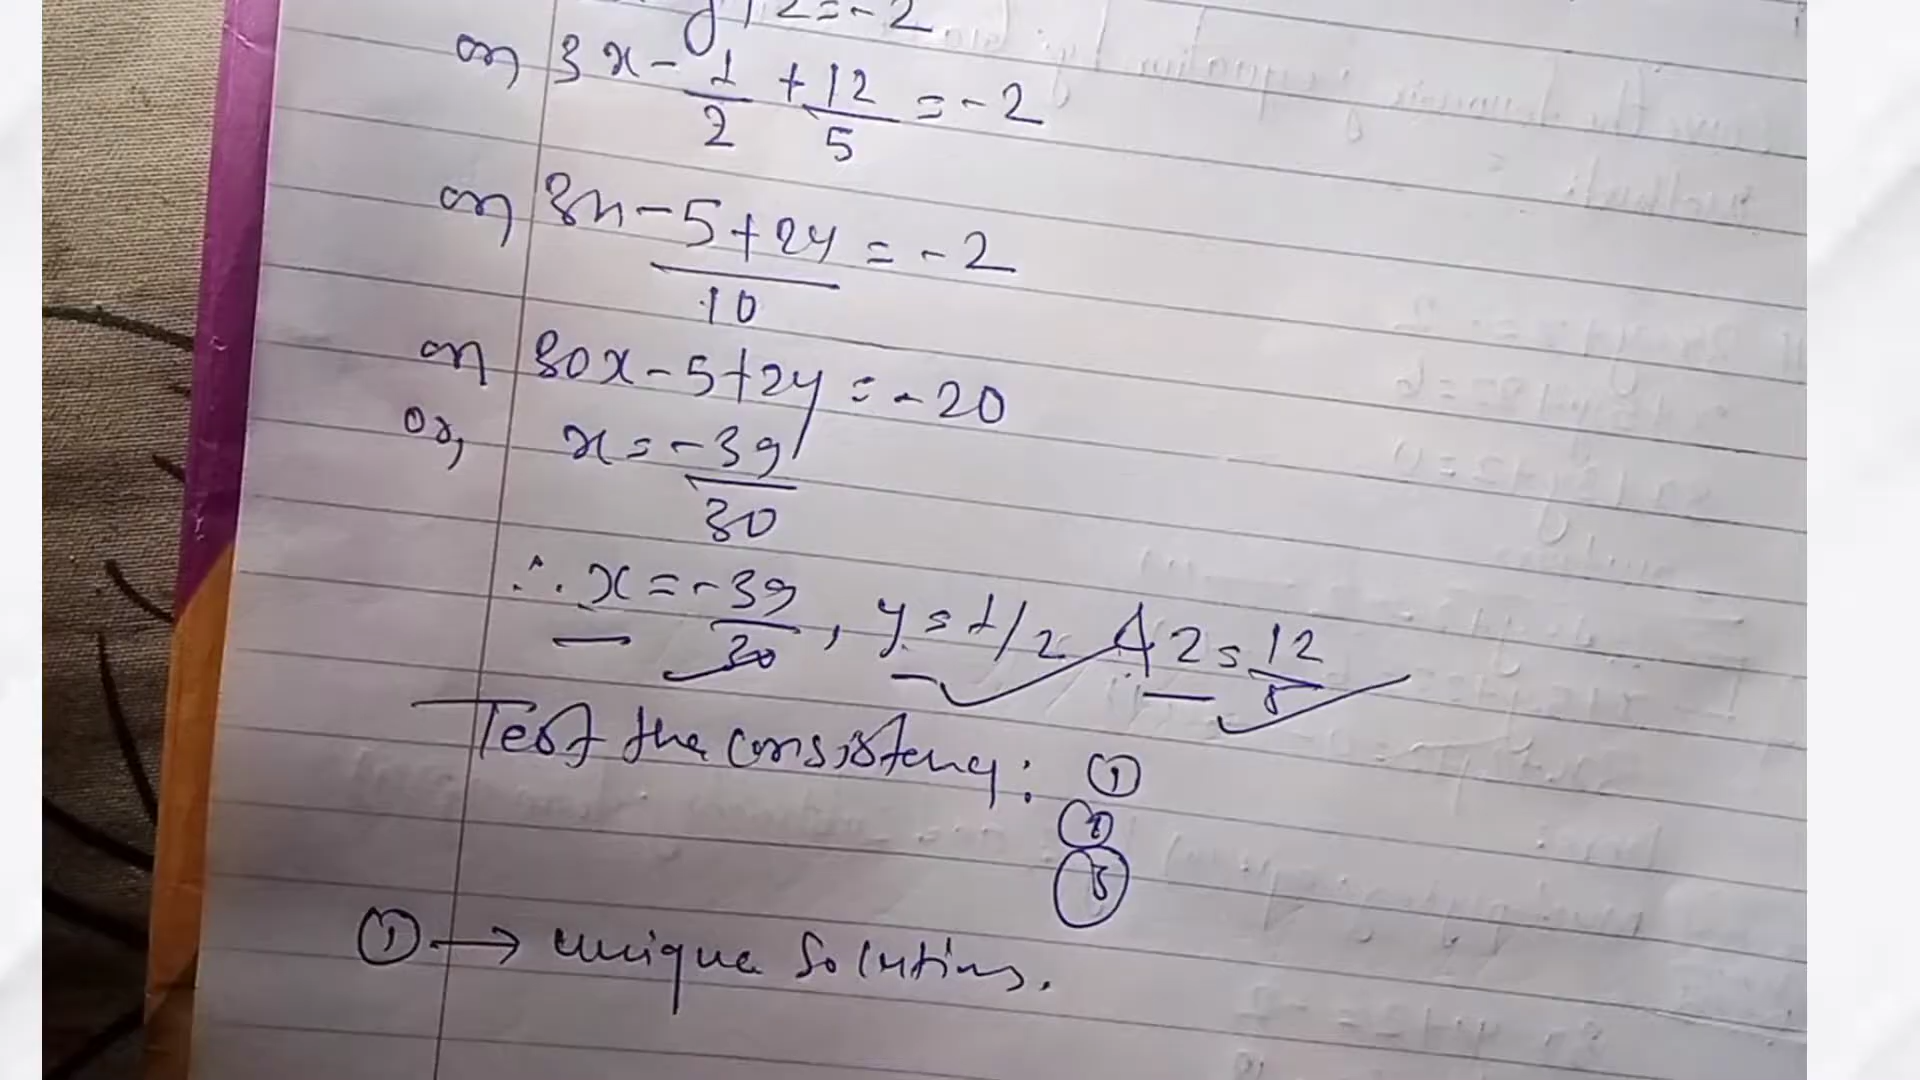 y + z = -2
or 3x - 1/2 + 12/5 = -2
or 3x - 5+24/10 = -2
or 30x - 5+24 = -20
or, x = -39/30
∴ x = -39/30, y = 1/2 & z = 12/5
Test the consistency: ①
②
③
① → unique solutions.